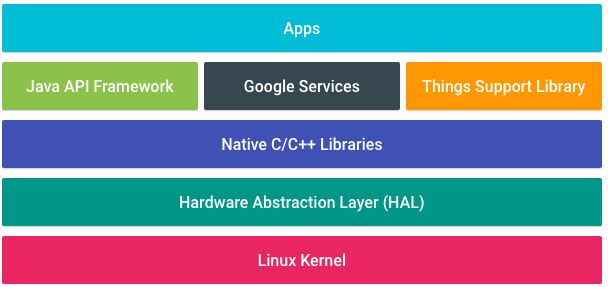 Apps
Java API Framework
Google Services
Things Support Library
Native C/C++ Libraries
Hardware Abstraction Layer (HAL)
Linux Kernel